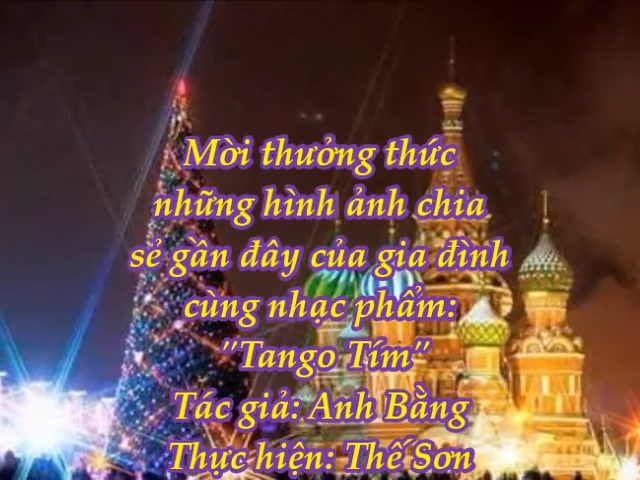 Mời thưởng thức
những hình ảnh chia
sẻ gần đây của gia đình
cùng nhạc phẩm:
"Tango Tím"
Tác giả: Anh Bằng
Thực hiện: Thế Sơn